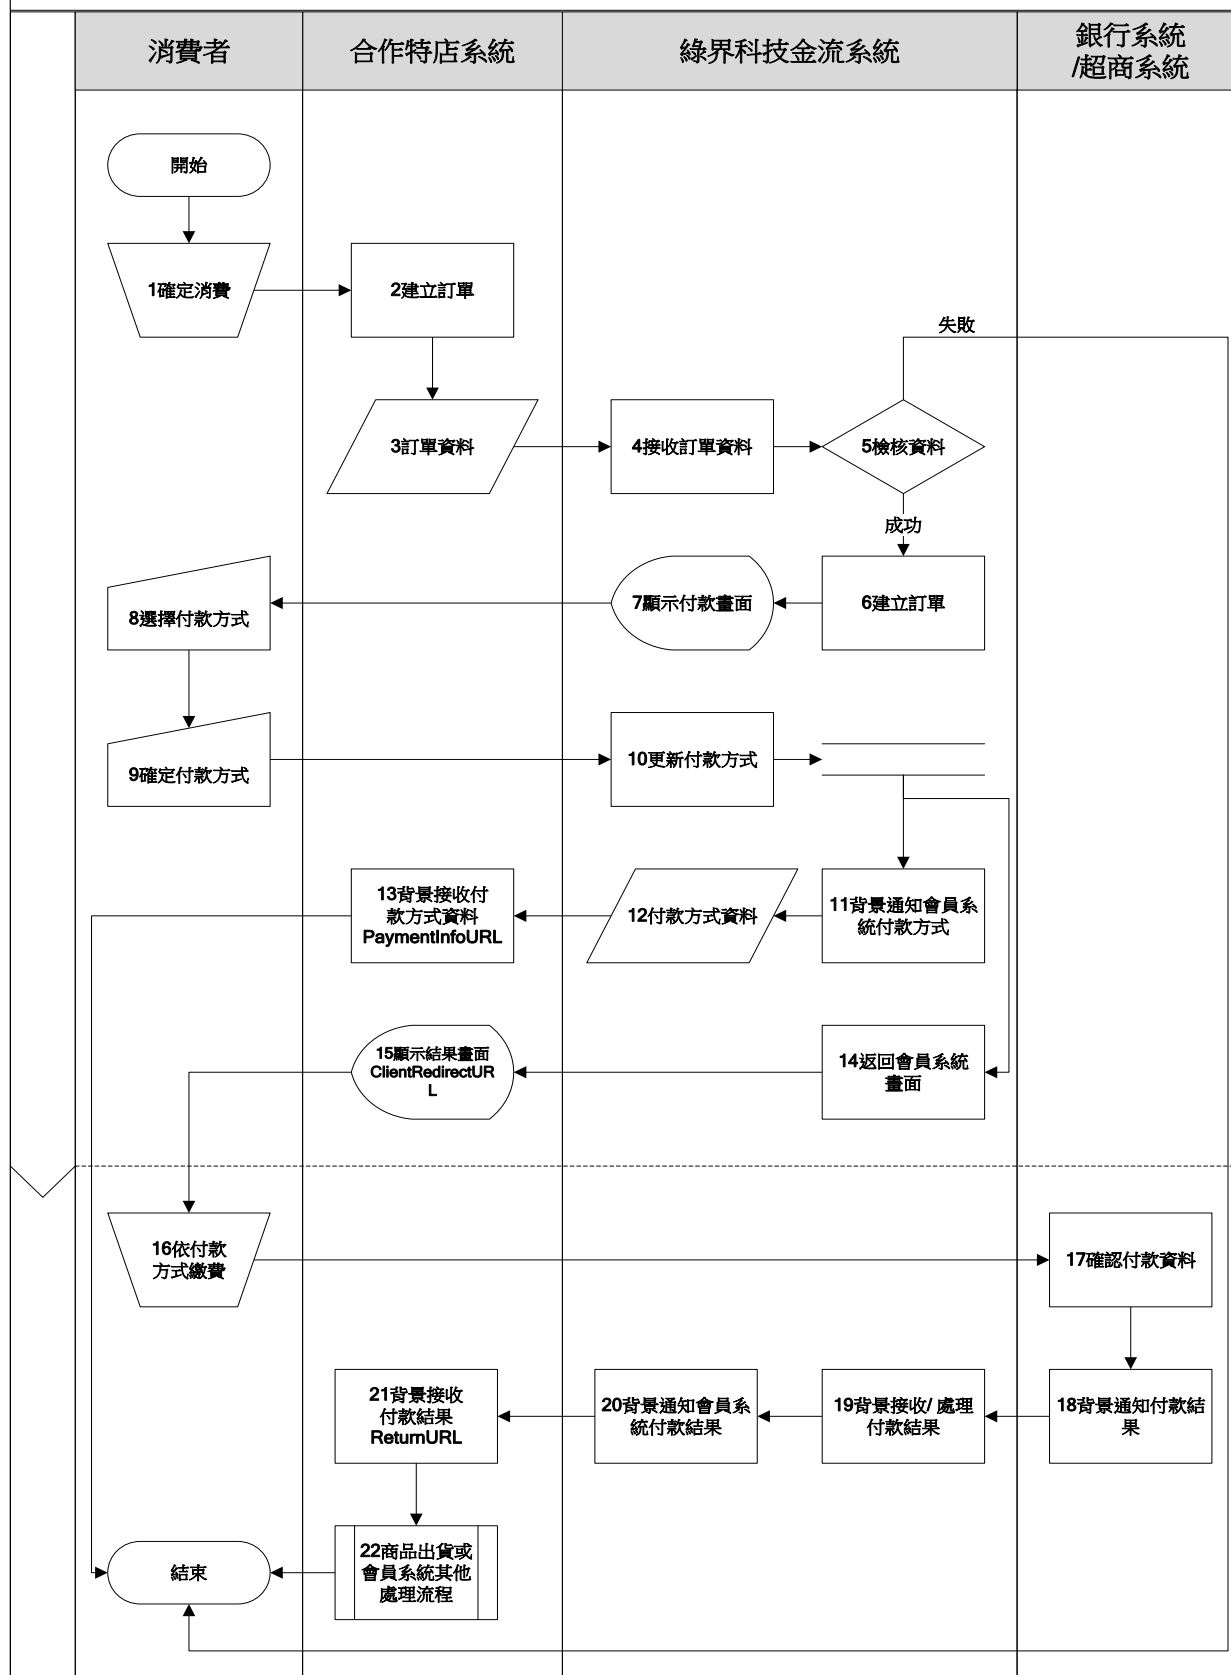 消費者
合作特店系統
綠界科技金流系統
銀行系統
/超商系統
開始
1確定消費
2建立訂單
失敗
3訂單資料
4接收訂單資料
5檢核資料
成功
8選擇付款方式
7顯示付款畫面
6建立訂單
9確定付款方式
10更新付款方式
13背景接收付
款方式資料
PaymentInfoURL
12付款方式資料
11背景通知會員系
統付款方式
15顯示結果畫面
ClientRedirectUR
L
14返回會員系統
畫面
16依付款
方式繳費
17確認付款資料
21背景接收
付款結果
ReturnURL
20背景通知會員系
統付款結果
19背景接收/ 處理
付款結果
18背景通知付款結
果
結束
22商品出貨或
會員系統其他
處理流程